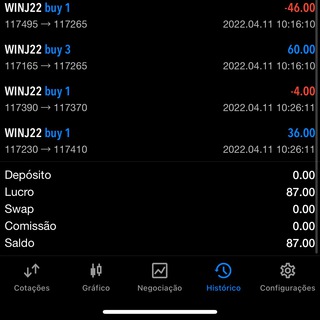 WINJ22 buy 1 -46.00
117495 → 117265 2022.04.11 10:16:10
WINJ22 buy 3 60.00
117165 → 117265 2022.04.11 10:16:10
WINJ22 buy 1 -4.00
117390 → 117370 2022.04.11 10:26:11
WINJ22 buy 1 36.00
117230 → 117410 2022.04.11 10:26:11
Depósito 0.00
Lucro 87.00
Swap 0.00
Comissão 0.00
Saldo 87.00
Cotações Gráfico Negociação Histórico Configurações